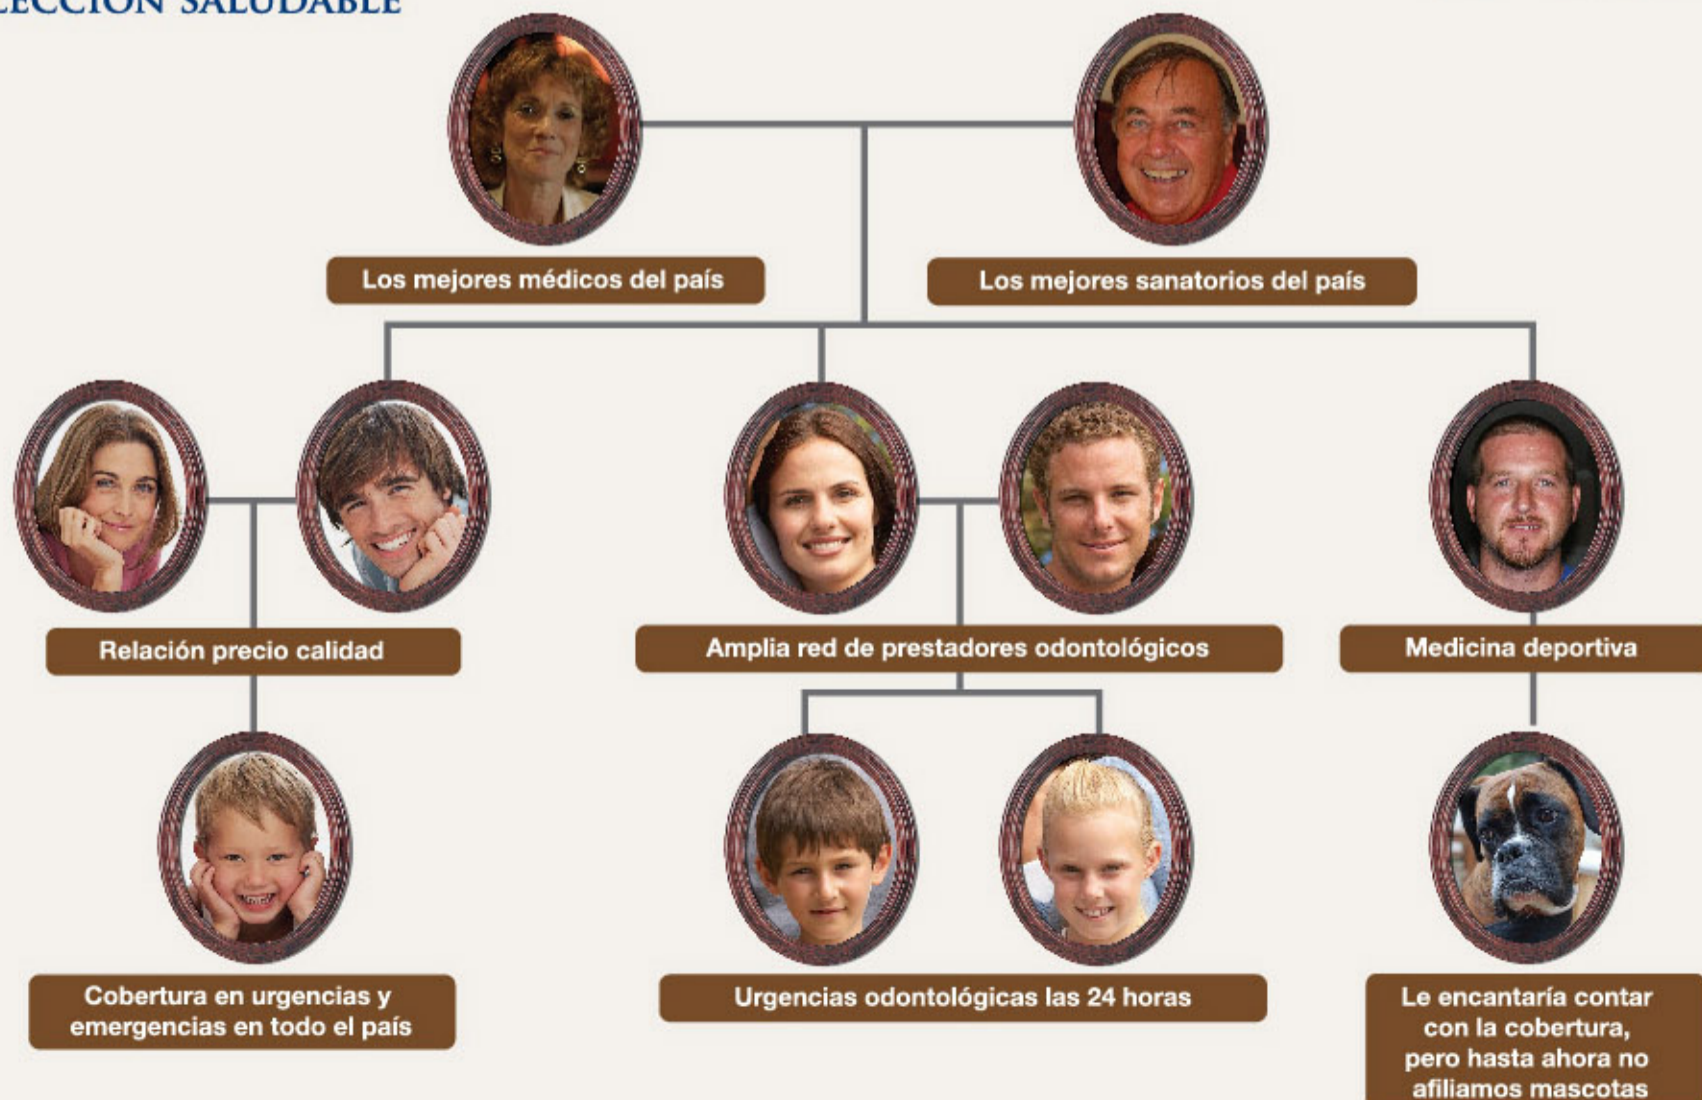 SALUDABLE
Los mejores médicos del país
Los mejores sanatorios del país
Relación precio calidad
Amplia red de prestadores odontológicos
Medicina deportiva
Cobertura en urgencias y
emergencias en todo el país
Urgencias odontológicas las 24 horas
Le encantaría contar
con la cobertura,
pero hasta ahora no
afiliamos mascotas